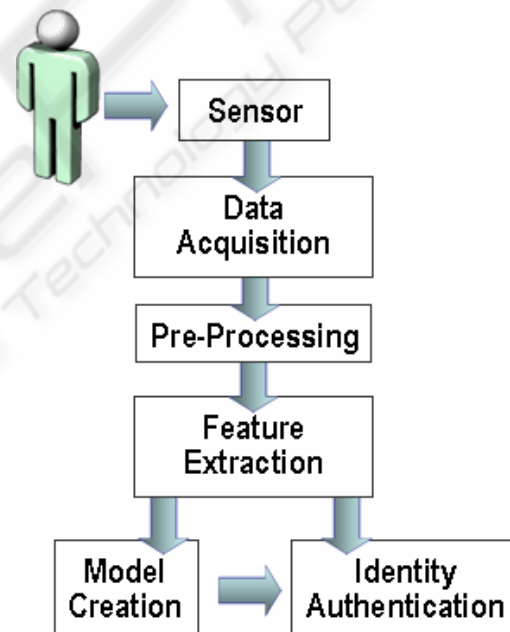 Sensor
Data
Acquisition
Pre-Processing
Feature
Extraction
Model
Creation
Identity
Authentication